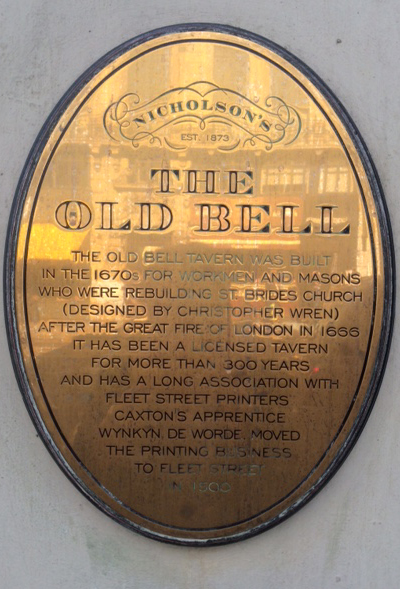 NICHOLSON'S
EST. 1873
THE
OLD BELL
THE OLD BELL TAVERN WAS BUILT
IN THE 1670s FOR WORKMEN AND MASONS
WHO WERE REBUILDING ST. BRIDES CHURCH
(DESIGNED BY CHRISTOPHER WREN)
AFTER THE GREAT FIRE OF LONDON IN 1666
IT HAS BEEN A LICENSED TAVERN
FOR MORE THAN 300 YEARS
AND HAS A LONG ASSOCIATION WITH
FLEET STREET PRINTERS
CAXTON'S APPRENTICE
WYNKYN DE WORDE, MOVED
THE PRINTING BUSINESS
TO FLEET STREET
IN 1500